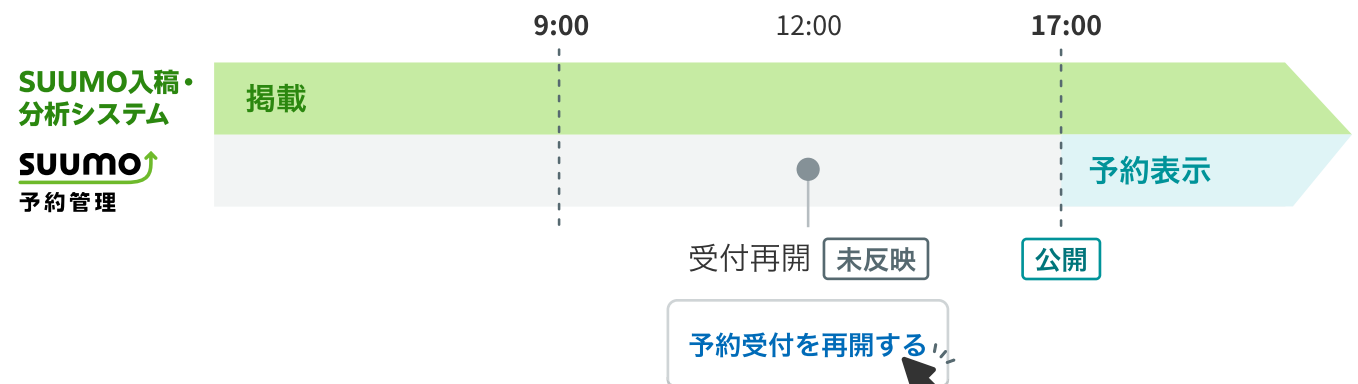 9:00
12:00
17:00
SUUMO入稿・
分析システム
掲載
suumo
予約管理
予約表示
受付再開
未反映
公開
予約受付を再開する